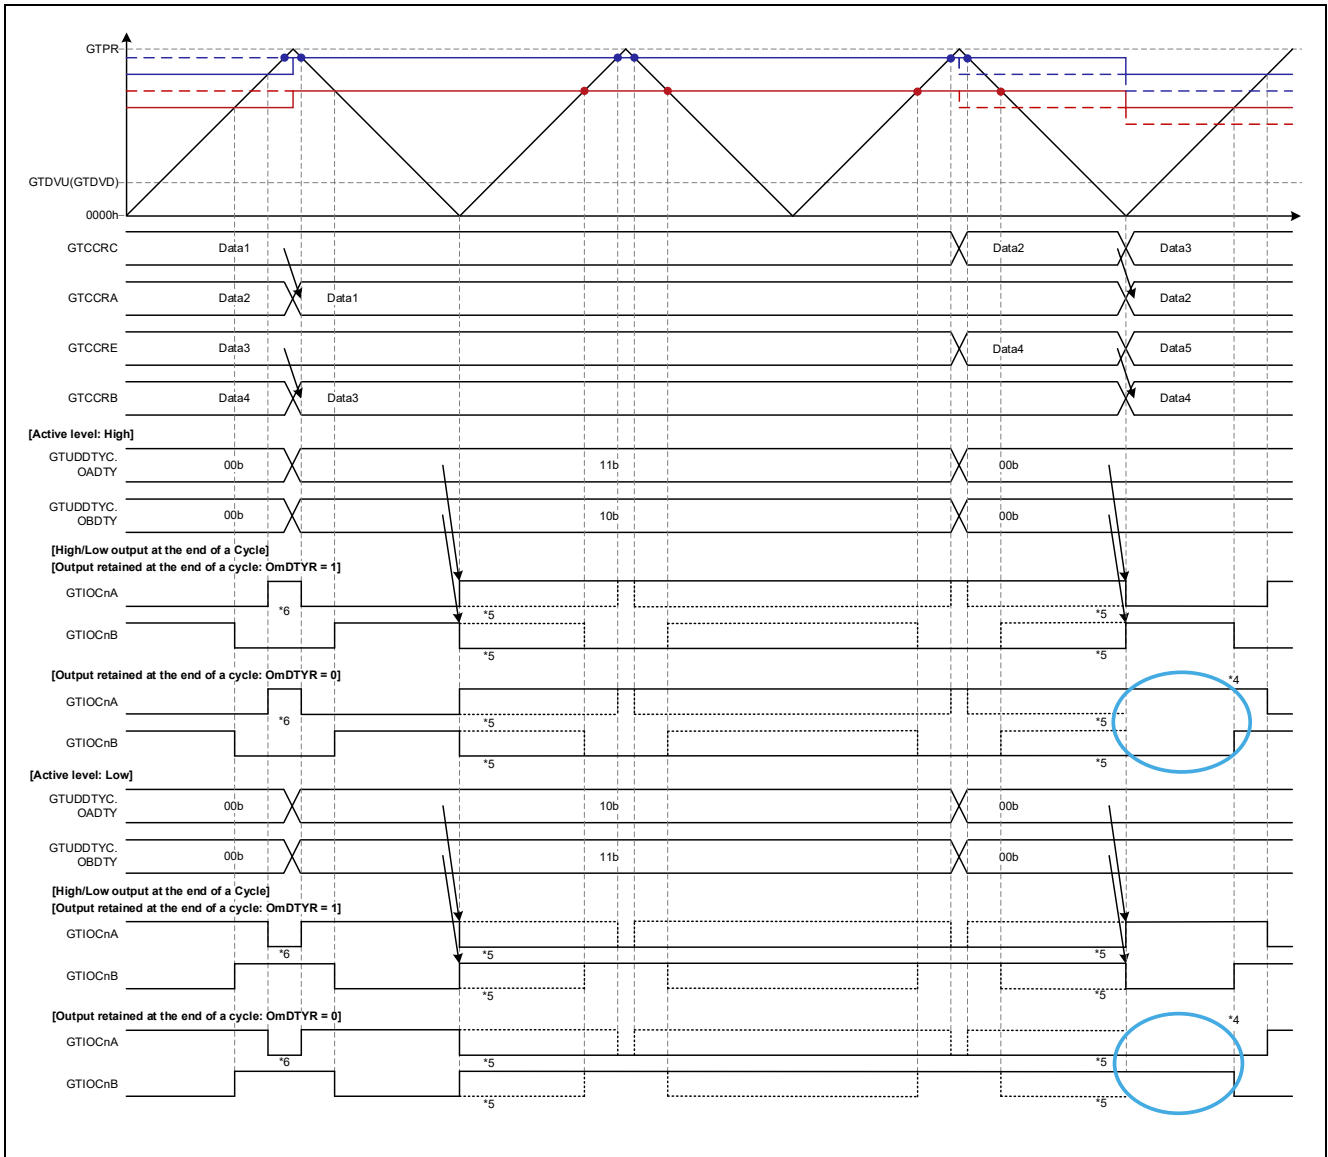 GTPR
GTDVU(GTDVD)
0000h
GTCCRC Data1 Data2 Data3
GTCCRA Data2 Data1 Data2
GTCCRE Data3 Data4 Data5
GTCCRB Data4 Data3 Data4
[Active level: High]
GTUDDTYC.
OADTY 00b 11b 00b
GTUDDTYC.
OBDTY 00b 10b 00b
[High/Low output at the end of a Cycle]
[Output retained at the end of a cycle: OmDTYR = 1]
GTIOCnA *6 *5 *5
GTIOCnB *5 *5
[Output retained at the end of a cycle: OmDTYR = 0]
*4
GTIOCnA *6 *5 *5
GTIOCnB *5 *5
[Active level: Low]
GTUDDTYC.
OADTY 00b 10b 00b
GTUDDTYC.
OBDTY 00b 11b 00b
[High/Low output at the end of a Cycle]
[Output retained at the end of a cycle: OmDTYR = 1]
GTIOCnA *6 *5 *5
GTIOCnB *5 *5
[Output retained at the end of a cycle: OmDTYR = 0]
*4
GTIOCnA *6 *5 *5
GTIOCnB *5 *5